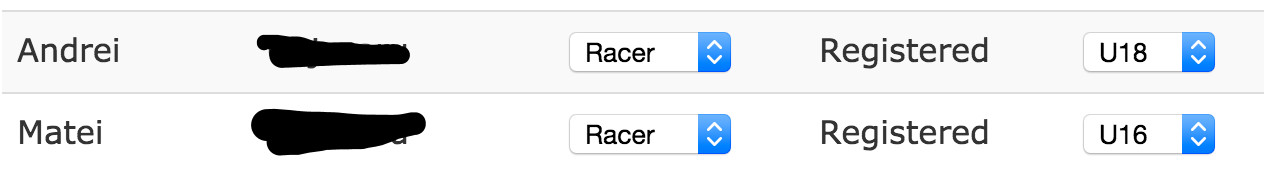 Andrei Racer Registered U18
Matei Racer Registered U16